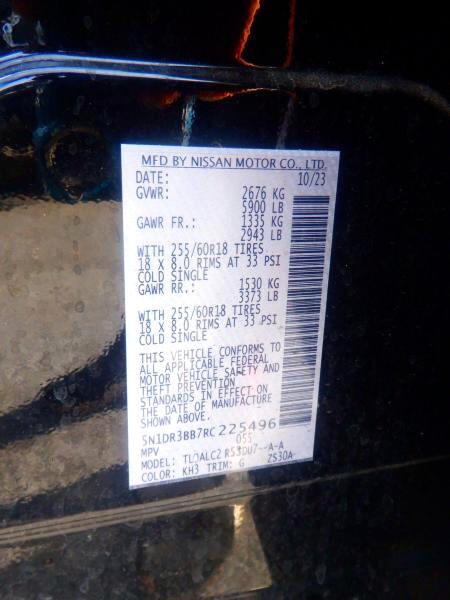 MFD BY NISSAN MOTOR CO., LTD.
DATE: 10/23
GVWR: 2676 KG
5900 LB
GAWR FR.: 1335 KG
2943 LB
WITH 255/60R18 TIRES
18 X 8.0 RIMS AT 33 PSI
COLD SINGLE
GAWR RR.: 1530 KG
3373 LB
WITH 255/60R18 TIRES
18 X 8.0 RIMS AT 33 PSI
COLD SINGLE
THIS VEHICLE CONFORMS TO
ALL APPLICABLE FEDERAL
MOTOR VEHICLE SAFETY AND
THEFT PREVENTION
STANDARDS IN EFFECT ON
THE DATE OF MANUFACTURE
SHOWN ABOVE.
5N1DR3BB7RC225496
MPV 055
MODEL:
COLOR: KH3 TRIM: G ZS30A-